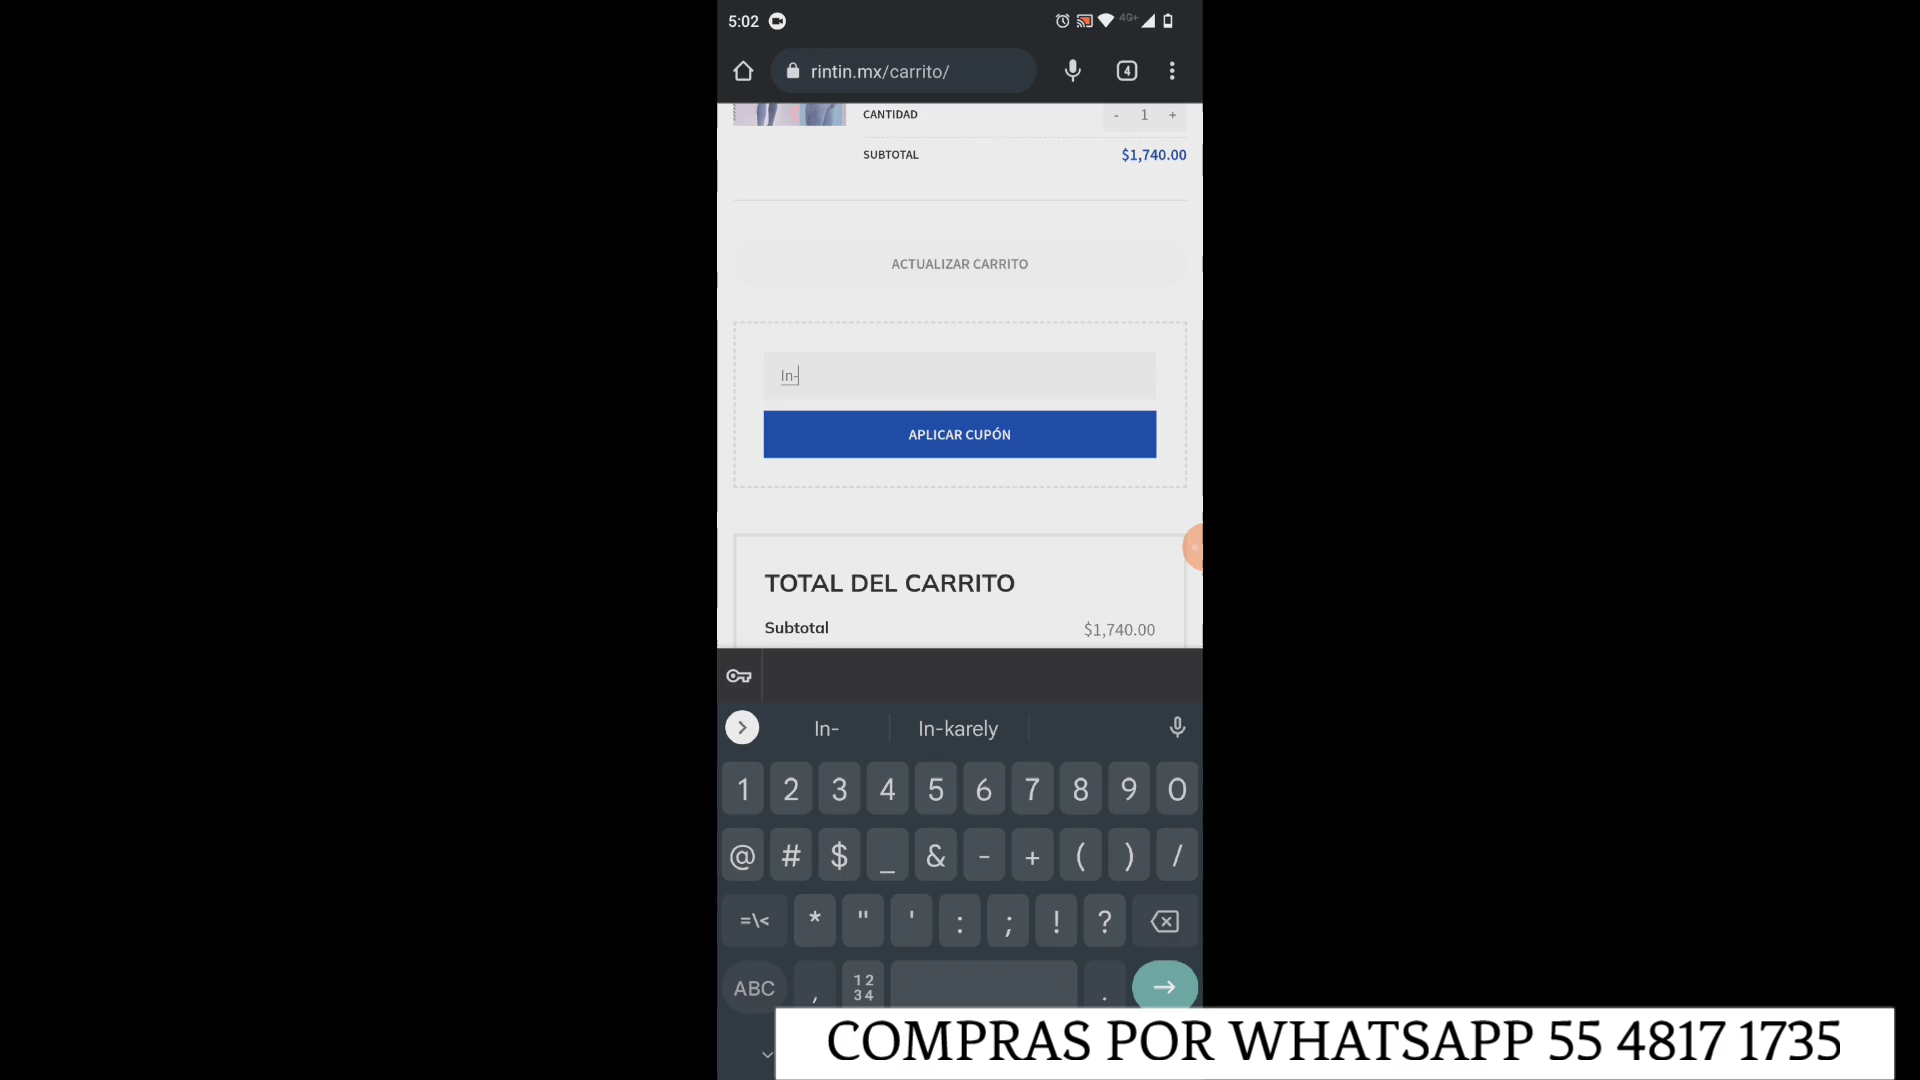 5:02
4G+
rintin.mx/carrito/
4
CANTIDAD
- 1 +
SUBTOTAL
$1,740.00
ACTUALIZAR CARRITO
In-
APLICAR CUPÓN
TOTAL DEL CARRITO
Subtotal
$1,740.00
In-
In-karely
1 2 3 4 5 6 7 8 9 0
@ # $ _ & - + ( ) /
=\< * " ' : ; ! ?
ABC , 12 34 .
COMPRAS POR WHATSAPP 55 4817 1735